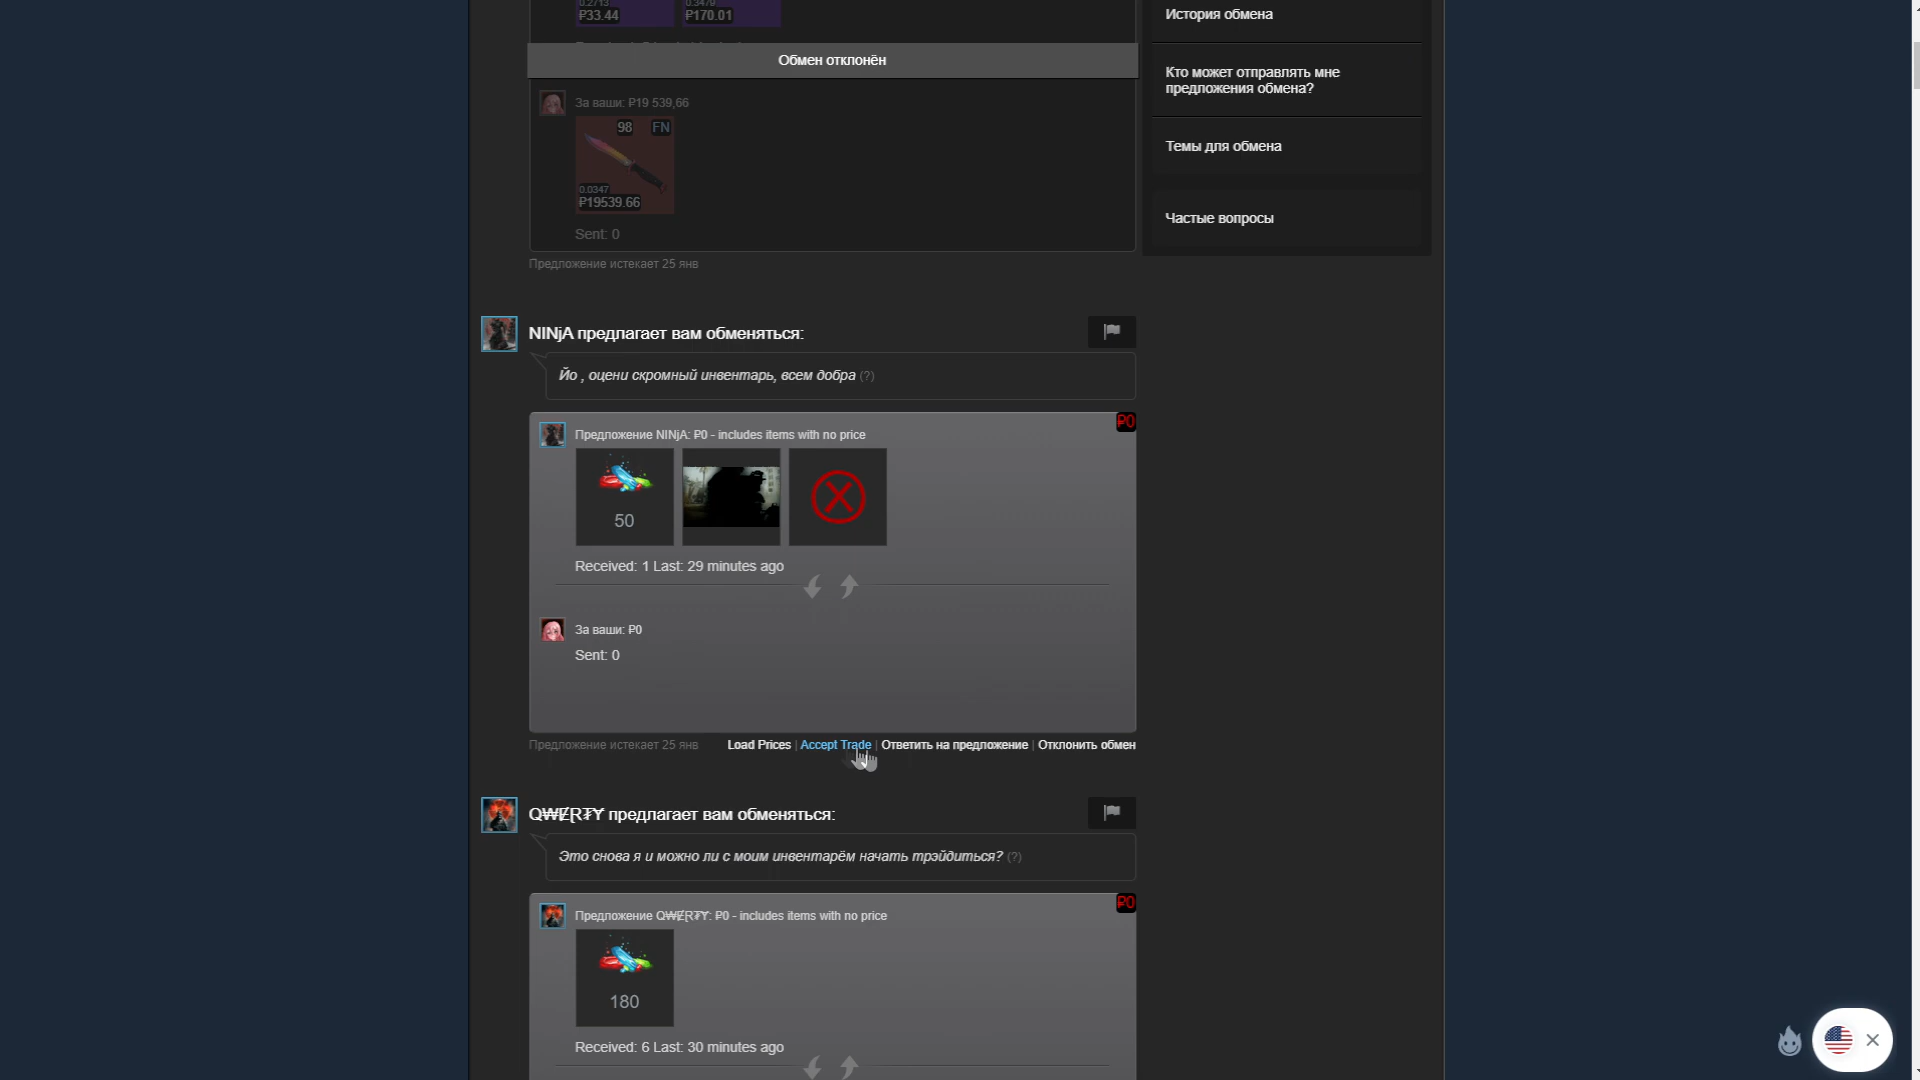 0.2713
₽33.44
0.3479
₽170.01
История обмена
Обмен отклонён
Кто может отправлять мне
предложения обмена?
За ваши: ₽19 539,66
98 FN
0.0347
₽19539.66
Темы для обмена
Sent: 0
Частые вопросы
Предложение истекает 25 янв
NINjA предлагает вам обменяться:
Йо , оцени скромный инвентарь, всем добра (?)
₽0
Предложение NINjA: ₽0 - includes items with no price
50
Received: 1 Last: 29 minutes ago
За ваши: ₽0
Sent: 0
Предложение истекает 25 янв
Load Prices | Accept Trade | Ответить на предложение | Отклонить обмен
Q₩ɆⱤ₮Ɏ предлагает вам обменяться:
Это снова я и можно ли с моим инвентарём начать трэйдиться? (?)
₽0
Предложение Q₩ɆⱤ₮Ɏ: ₽0 - includes items with no price
180
Received: 6 Last: 30 minutes ago